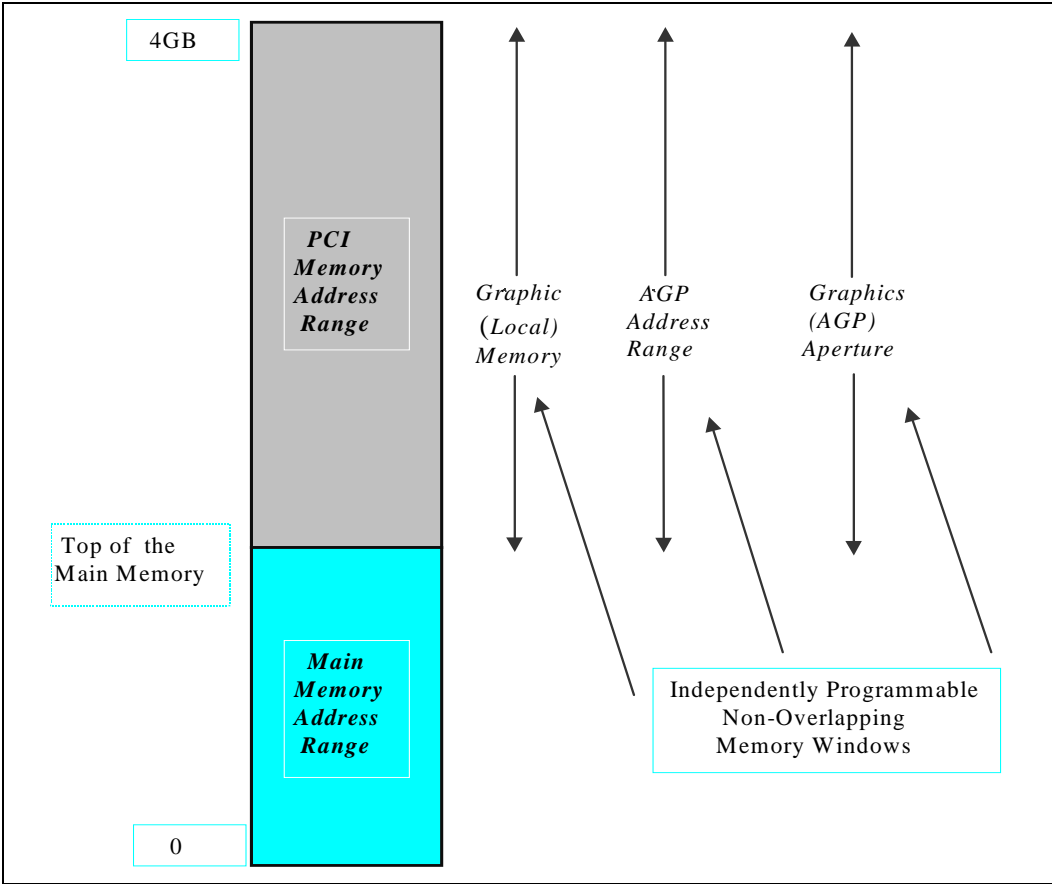 4GB
PCI
Memory
Address
Range
Graphic
(Local)
Memory
AGP
Address
Range
Graphics
(AGP)
Aperture
Top of the
Main Memory
Main
Memory
Address
Range
Independently Programmable
Non-Overlapping
Memory Windows
0